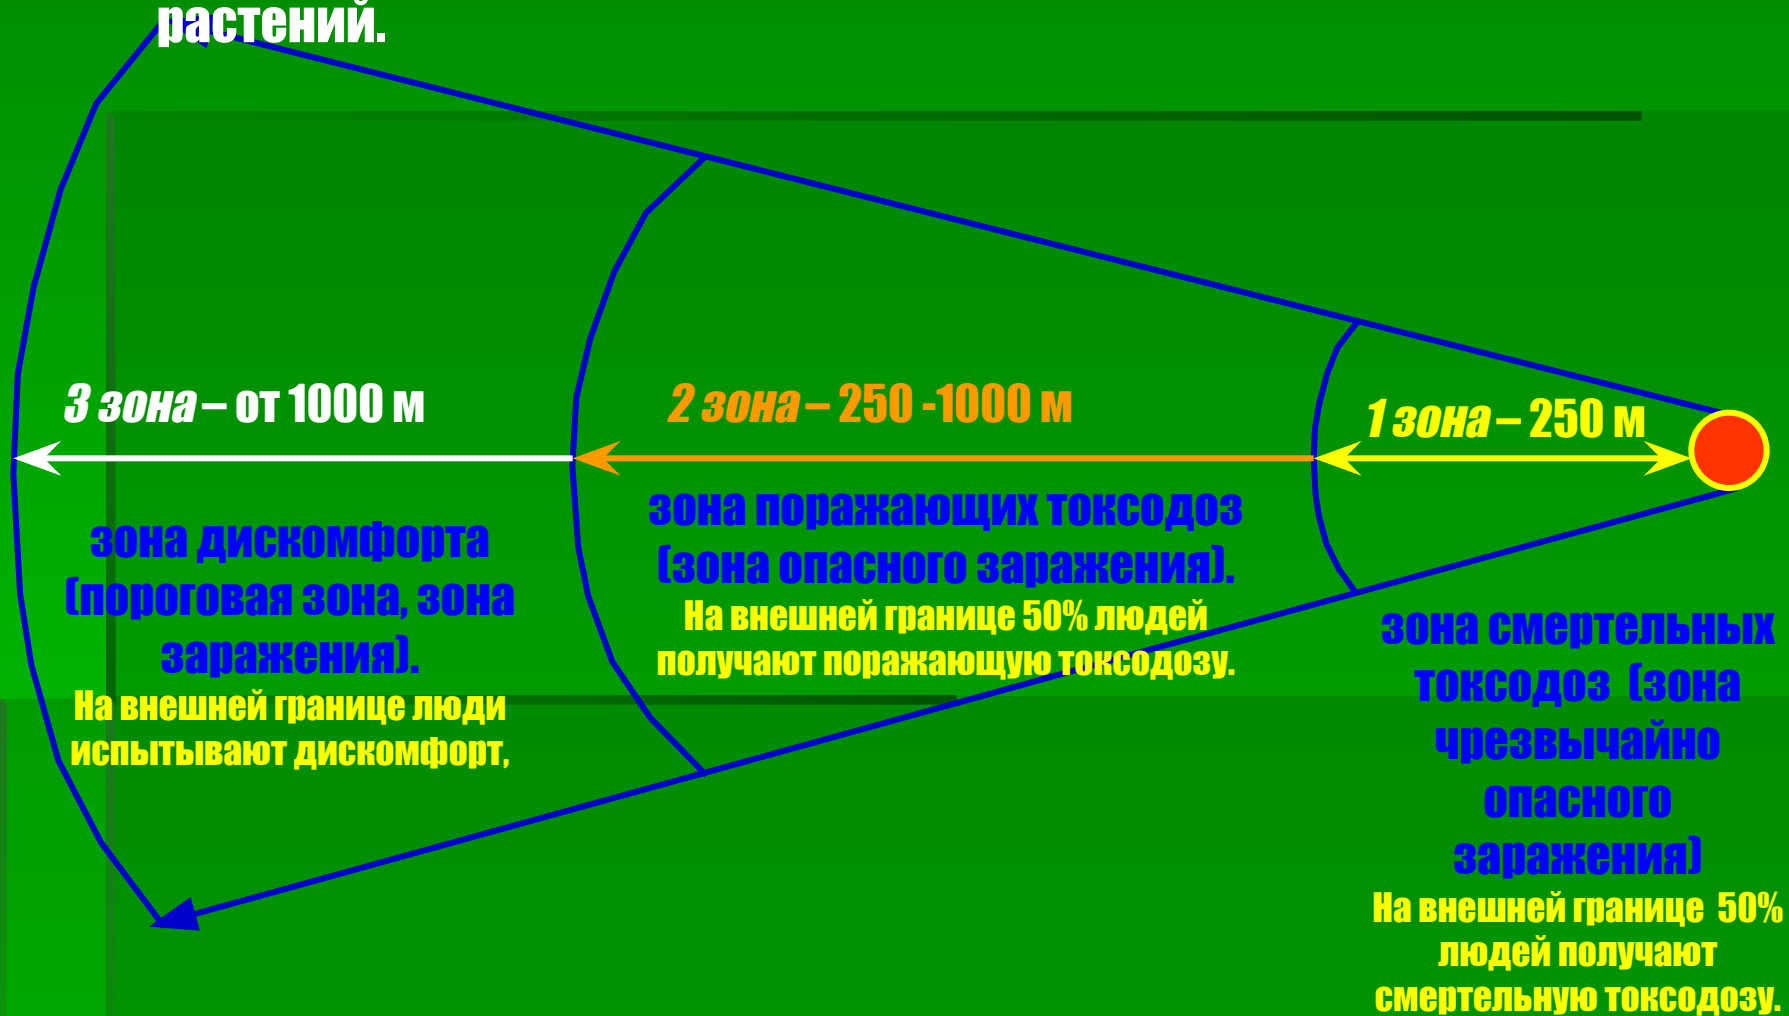 растений.
3 зона – от 1000 м
2 зона – 250 -1000 м
1 зона – 250 м
зона дискомфорта
(пороговая зона, зона
заражения).
На внешней границе люди
испытывают дискомфорт,
зона поражающих токсодоз
(зона опасного заражения).
На внешней границе 50% людей
получают поражающую токсодозу.
зона смертельных
токсодоз (зона
чрезвычайно
опасного
заражения)
На внешней границе 50%
людей получают
смертельную токсодозу.